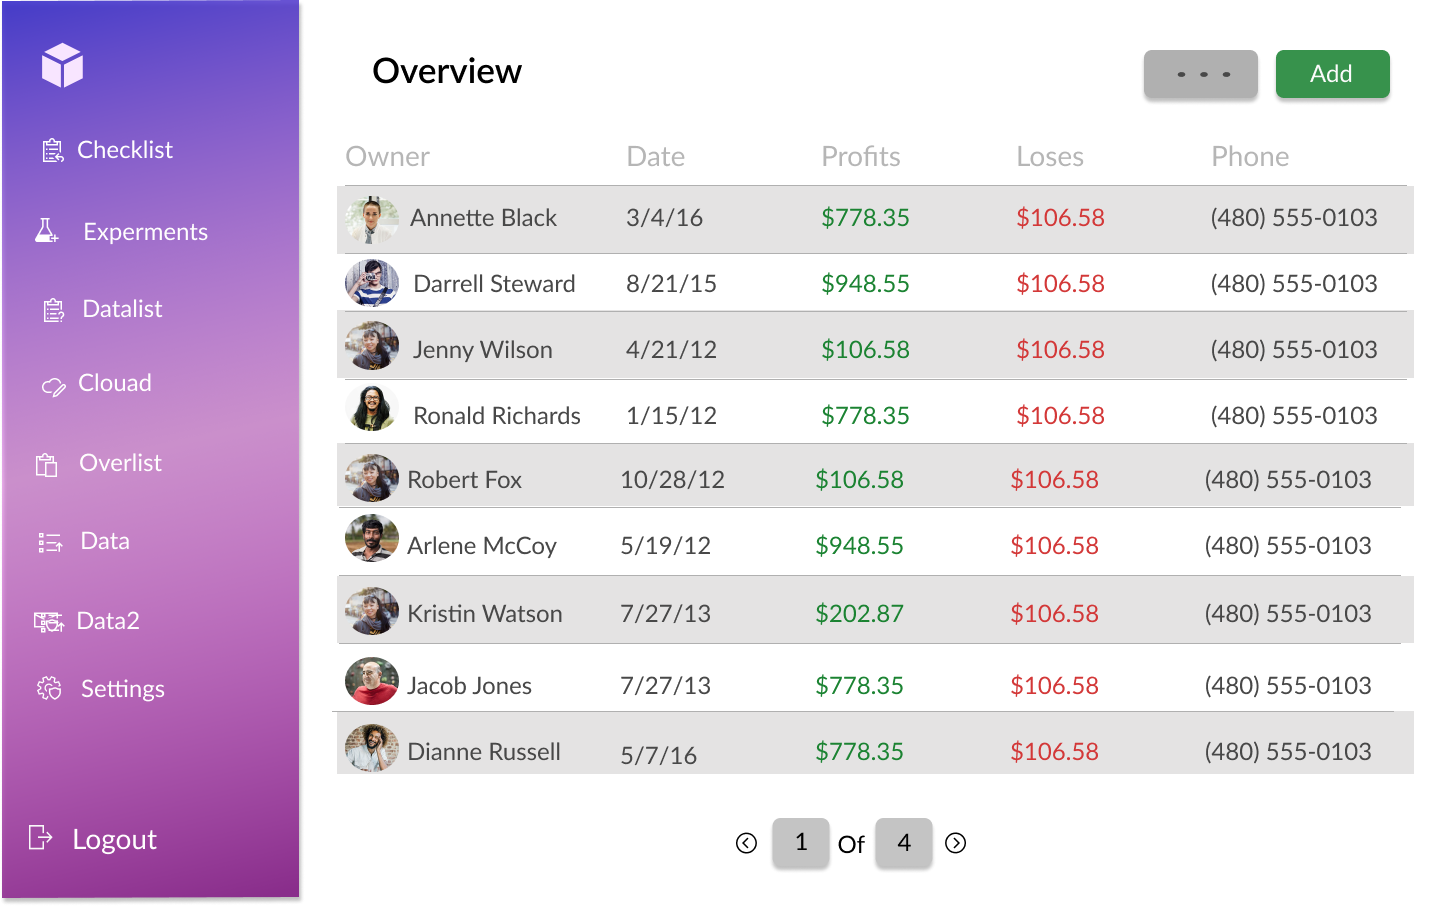 Overview
. . . Add
Checklist
Experments
Datalist
Clouad
Overlist
Data
Data2
Settings
Logout
Owner Date Profits Loses Phone
Annette Black 3/4/16 $778.35 $106.58 (480) 555-0103
Darrell Steward 8/21/15 $948.55 $106.58 (480) 555-0103
Jenny Wilson 4/21/12 $106.58 $106.58 (480) 555-0103
Ronald Richards 1/15/12 $778.35 $106.58 (480) 555-0103
Robert Fox 10/28/12 $106.58 $106.58 (480) 555-0103
Arlene McCoy 5/19/12 $948.55 $106.58 (480) 555-0103
Kristin Watson 7/27/13 $202.87 $106.58 (480) 555-0103
Jacob Jones 7/27/13 $778.35 $106.58 (480) 555-0103
Dianne Russell 5/7/16 $778.35 $106.58 (480) 555-0103
1 Of 4